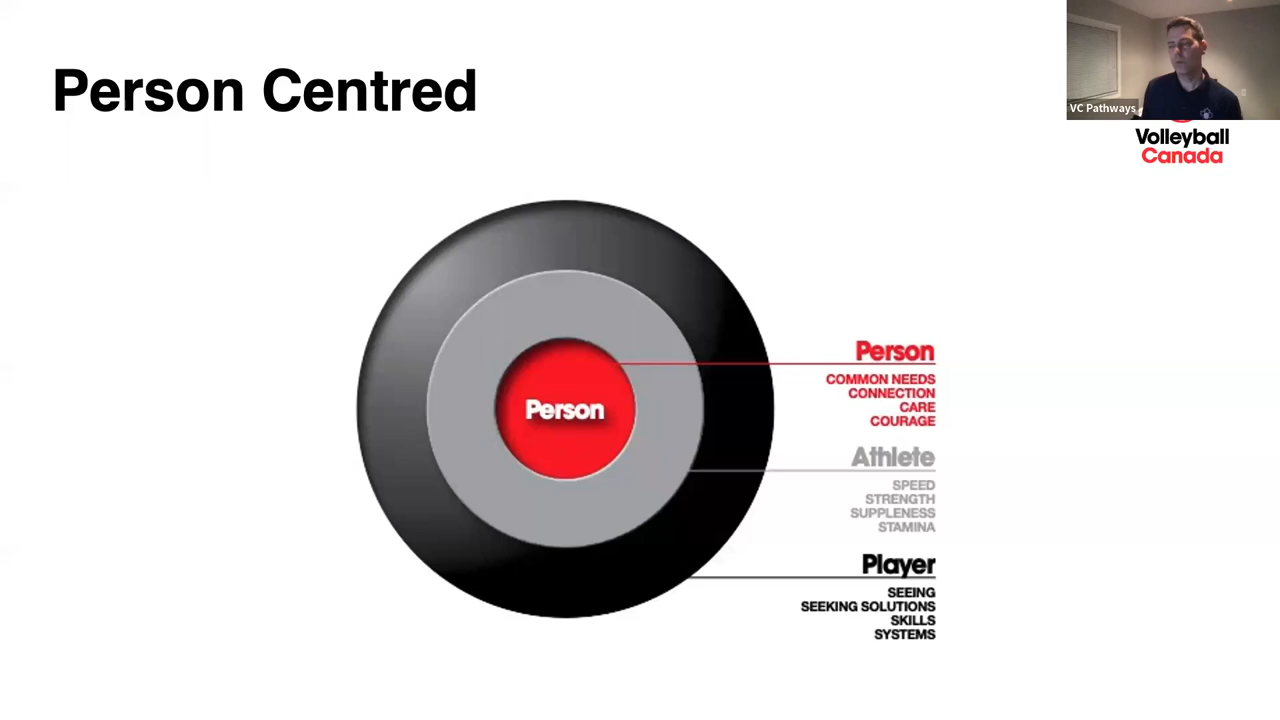 Person Centred
VC Pathways
Volleyball
Canada
Person
Person
COMMON NEEDS
CONNECTION
CARE
COURAGE
Athlete
SPEED
STRENGTH
SUPPLENESS
STAMINA
Player
SEEING
SEEKING SOLUTIONS
SKILLS
SYSTEMS